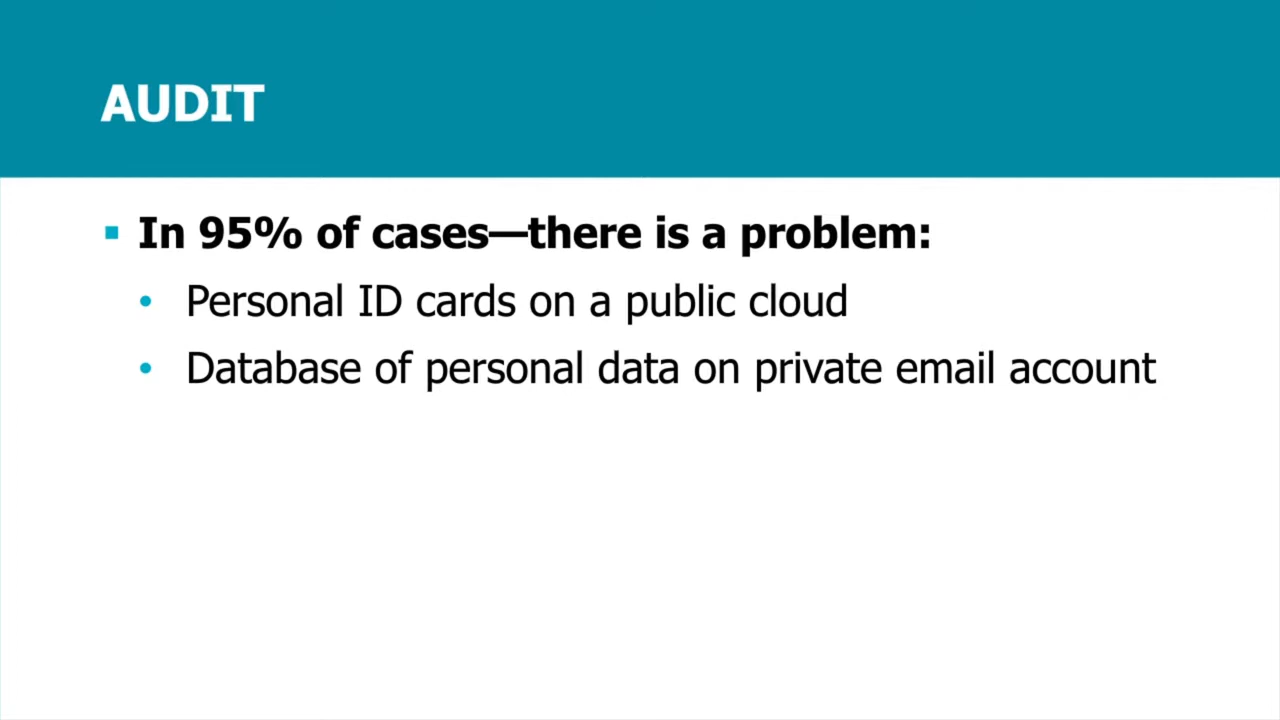 AUDIT
▪ In 95% of cases—there is a problem:
• Personal ID cards on a public cloud
• Database of personal data on private email account